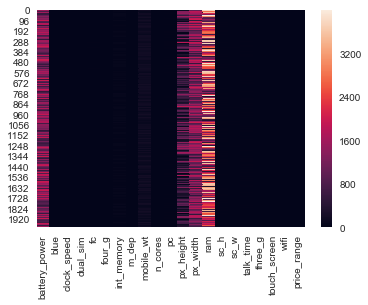 0
96
192
288
384
480
576
672
768
864
960
1056
1152
1248
1344
1440
1536
1632
1728
1824
1920
battery_power
blue
clock_speed
dual_sim
fc
four_g
int_memory
m_dep
mobile_wt
n_cores
pc
px_height
px_width
ram
sc_h
sc_w
talk_time
three_g
touch_screen
wifi
price_range
3200
2400
1600
800
0